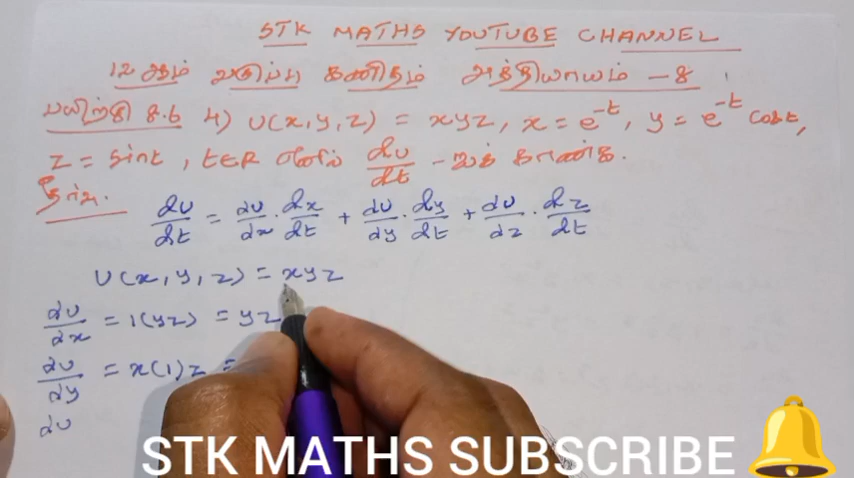 STK MATHS YOUTUBE CHANNEL
12 ஆம் வகுப்பு கணிதம் அத்தியாயம் - 8
பயிற்சி 8.6 4) U(x, y, z) = xyz, x = e^-t, y = e^-t cost,
z = sint, t∈R எனில் dU/dt - ஐக் காண்க.
தீர்வு.
dU/dt = ∂U/∂x . dx/dt + ∂U/∂y . dy/dt + ∂U/∂z . dz/dt
U(x, y, z) = xyz
∂U/∂x = 1(yz) = yz
∂U/∂y = x(1)z =
∂U
STK MATHS SUBSCRIBE